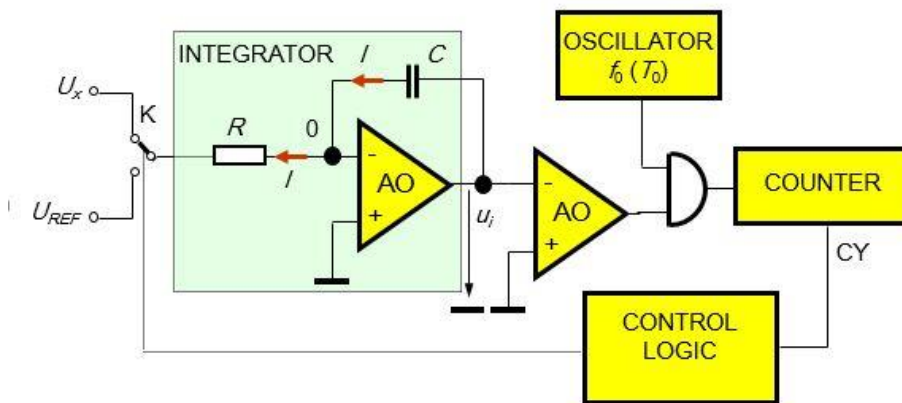 INTEGRATOR
I
C
OSCILLATOR
f0 (T0)
Ux
K
R
0
I
-
AO
+
UREF
ui
-
AO
+
COUNTER
CY
CONTROL
LOGIC